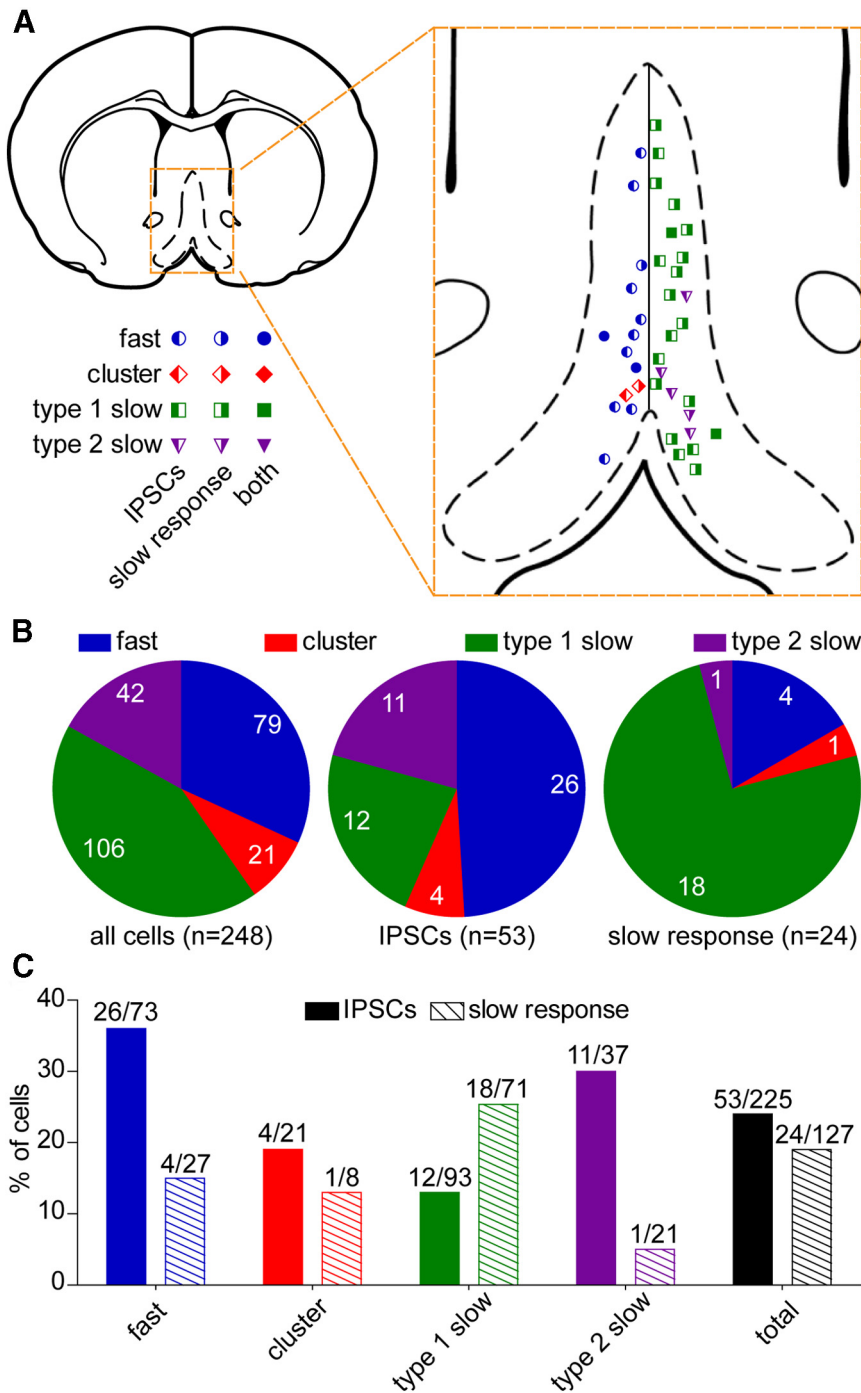 A
fast
cluster
type 1 slow
type 2 slow
IPSCs
slow response
both
B
fast
cluster
type 1 slow
type 2 slow
42
79
106
21
11
26
12
4
1
4
1
18
all cells (n=248)
IPSCs (n=53)
slow response (n=24)
C
% of cells
40
30
20
10
0
IPSCs
slow response
26/73
4/27
4/21
1/8
12/93
18/71
11/37
1/21
53/225
24/127
fast
cluster
type 1 slow
type 2 slow
total